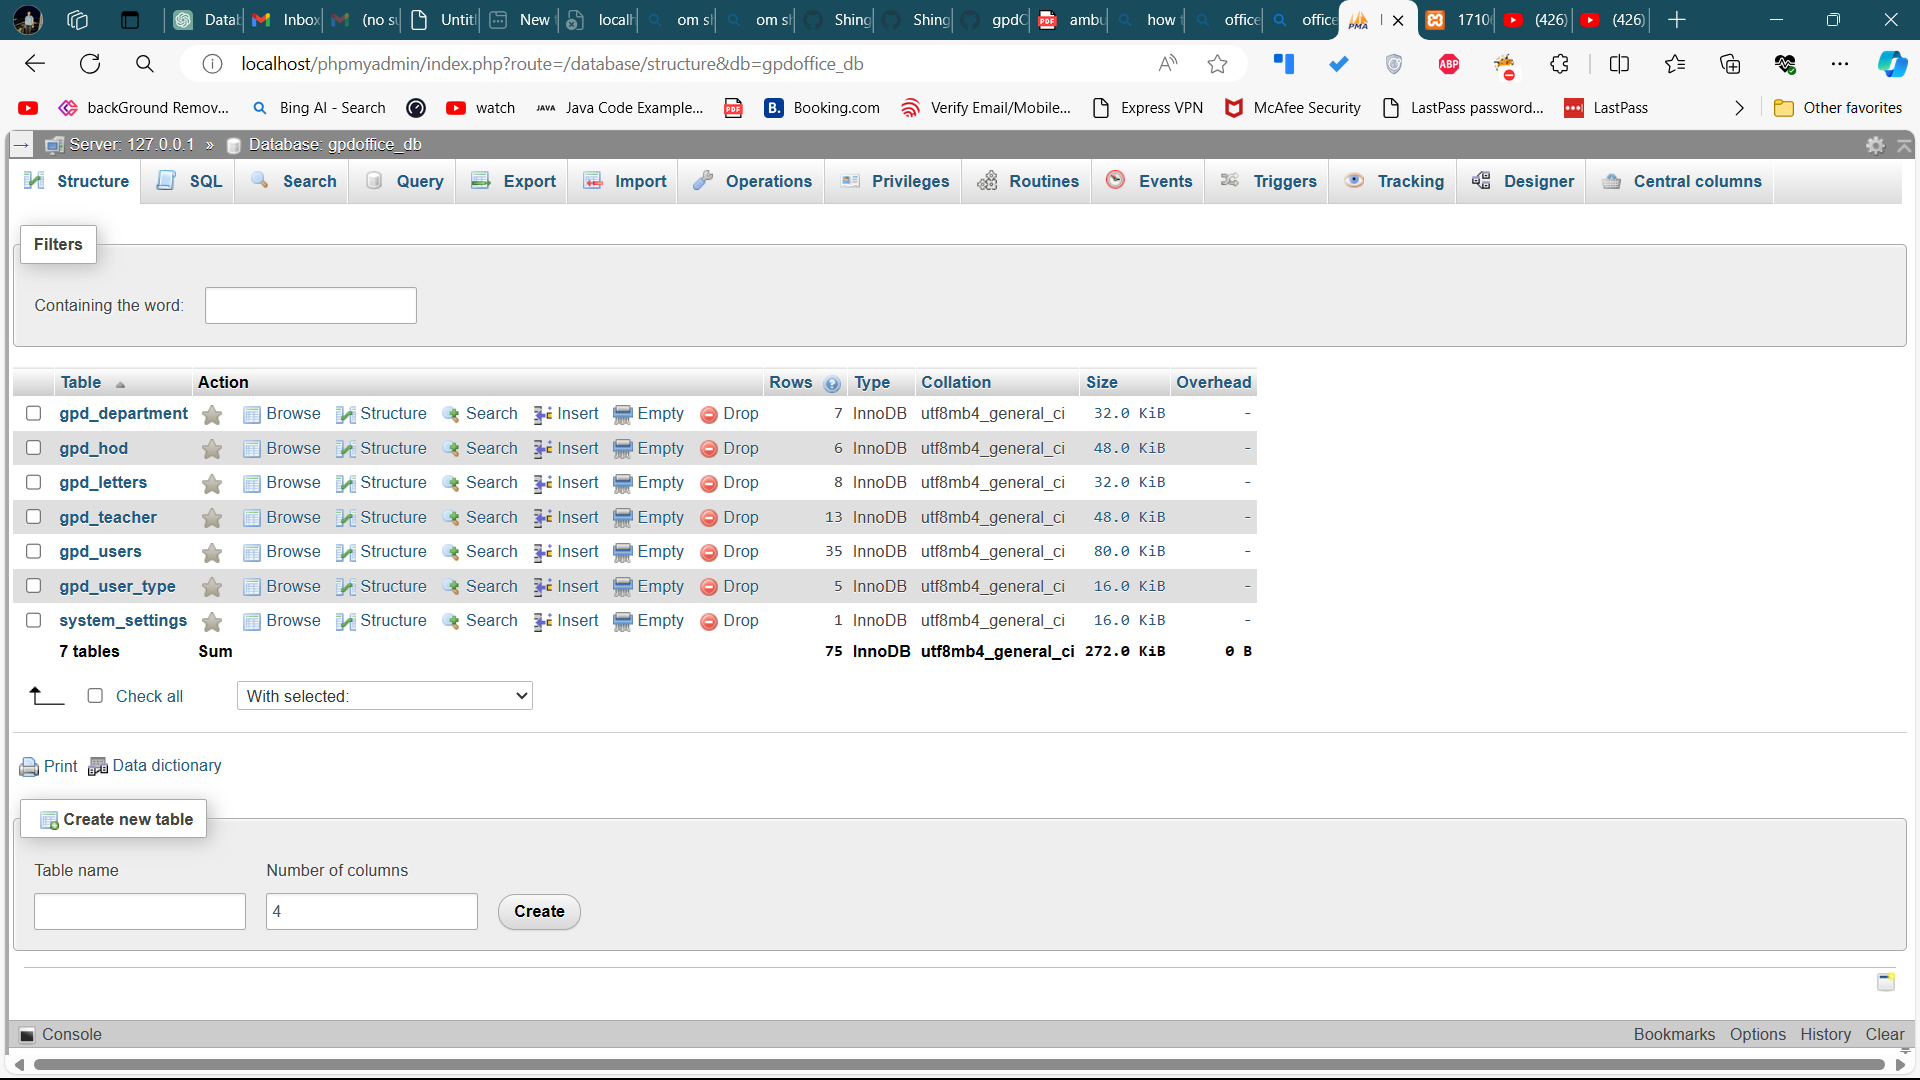 Datab
Inbox
(no su
Untitl
New
localh
om sl
om sl
Shing
Shing
gpdO
PDF
ambu
how
office
office
PMA
1710
(426)
(426)
localhost/phpmyadmin/index.php?route=/database/structure&db=gpdoffice_db
ABP
backGround Remov...
Bing AI - Search
watch
JAVA
Java Code Example...
PDF
B.
Booking.com
Verify Email/Mobile...
Express VPN
McAfee Security
LastPass password...
LastPass
Other favorites
Server: 127.0.0.1 » Database: gpdoffice_db
Structure SQL Search Query Export Import Operations Privileges Routines Events Triggers Tracking Designer Central columns
Filters
Containing the word:
Table Action Rows Type Collation Size Overhead
gpd_department Browse Structure Search Insert Empty Drop 7 InnoDB utf8mb4_general_ci 32.0 KiB -
gpd_hod Browse Structure Search Insert Empty Drop 6 InnoDB utf8mb4_general_ci 48.0 KiB -
gpd_letters Browse Structure Search Insert Empty Drop 8 InnoDB utf8mb4_general_ci 32.0 KiB -
gpd_teacher Browse Structure Search Insert Empty Drop 13 InnoDB utf8mb4_general_ci 48.0 KiB -
gpd_users Browse Structure Search Insert Empty Drop 35 InnoDB utf8mb4_general_ci 80.0 KiB -
gpd_user_type Browse Structure Search Insert Empty Drop 5 InnoDB utf8mb4_general_ci 16.0 KiB -
system_settings Browse Structure Search Insert Empty Drop 1 InnoDB utf8mb4_general_ci 16.0 KiB -
7 tables Sum 75 InnoDB utf8mb4_general_ci 272.0 KiB 0 B
Check all With selected:
Print Data dictionary
Create new table
Table name Number of columns
4 Create
Console Bookmarks Options History Clear